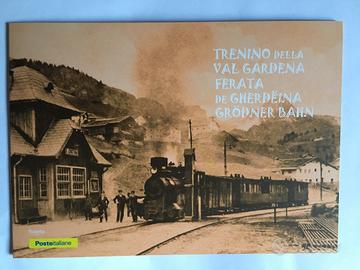 TRENINO DELLA
VAL GARDENA
FERATA
DE GHERDËINA
GRÖDNER BAHN
Posteitaliane